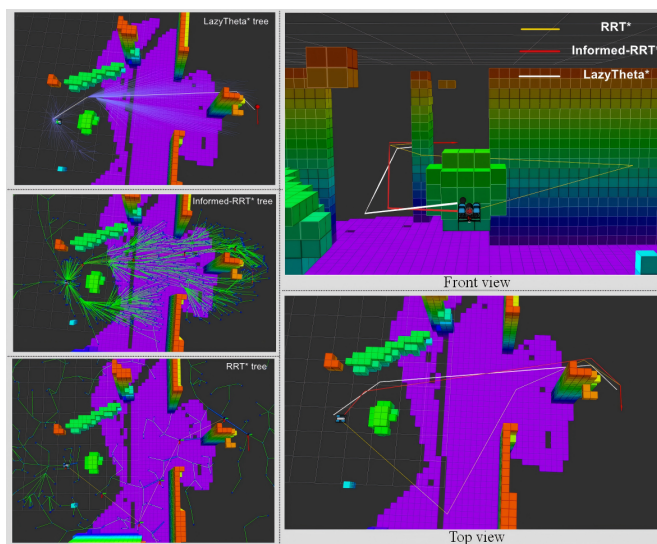 LazyTheta* tree
Informed-RRT* tree
RRT* tree
RRT*
Informed-RRT*
LazyTheta*
Front view
Top view